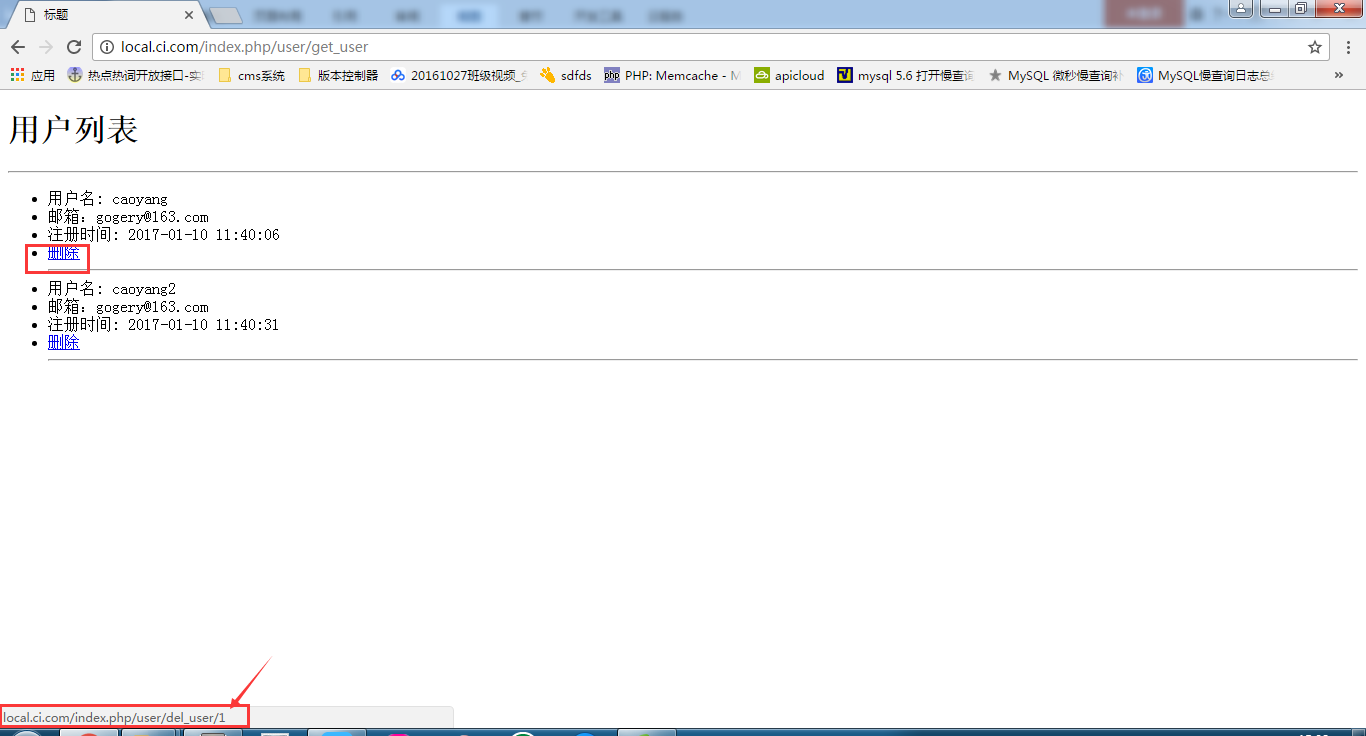 标题
local.ci.com/index.php/user/get_user
应用 热点热词开放接口-实 cms系统 版本控制器 20161027班级视频_ sdfds PHP: Memcache - M apicloud mysql 5.6 打开慢查询 MySQL 微秒慢查询补 MySQL慢查询日志总 »
用户列表
用户名: caoyang
邮箱: gogery@163.com
注册时间: 2017-01-10 11:40:06
删除
用户名: caoyang2
邮箱: gogery@163.com
注册时间: 2017-01-10 11:40:31
删除
local.ci.com/index.php/user/del_user/1